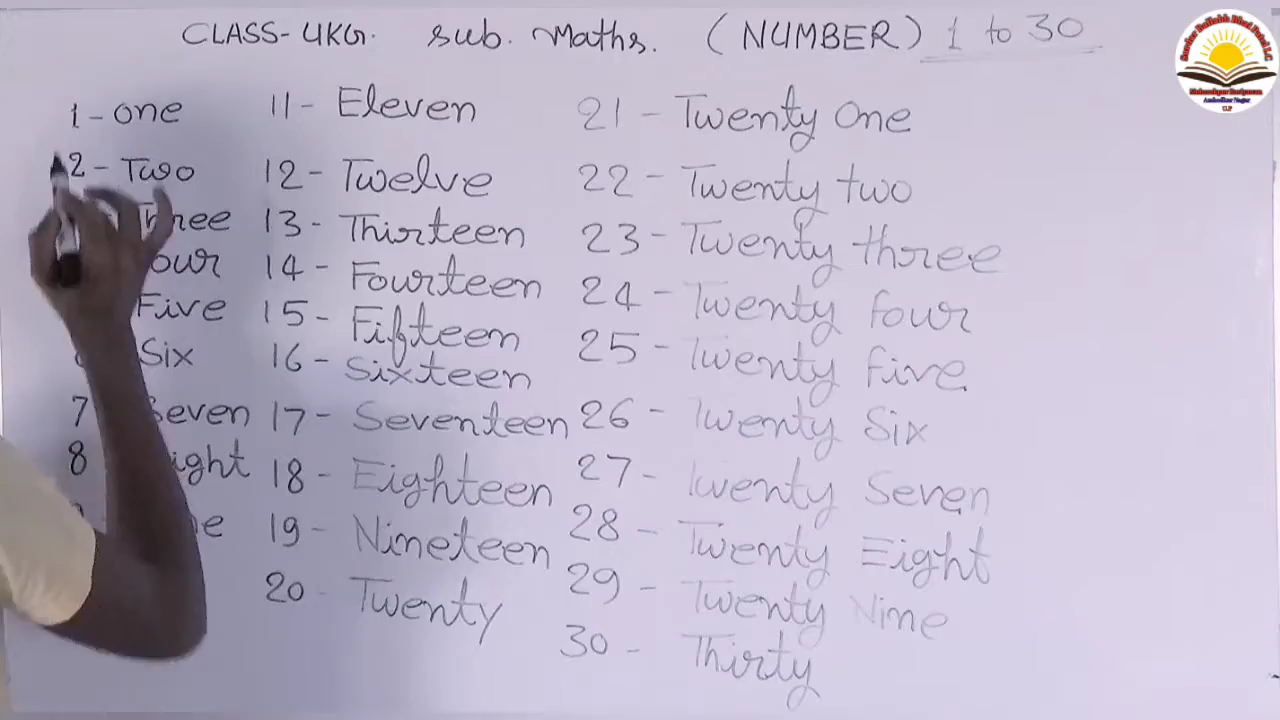 CLASS-UKG. Sub. Maths. (NUMBER) 1 to 30
1 - One
2 - Two
Three
Four
Five
Six
7 Seven
8 Eight
11 - Eleven
12 - Twelve
13 - Thirteen
14 - Fourteen
15 - Fifteen
16 - Sixteen
17 - Seventeen
18 - Eighteen
19 - Nineteen
20 - Twenty
21 - Twenty One
22 - Twenty two
23 - Twenty three
24 - Twenty four
25 - Twenty five
26 - Twenty Six
27 - Twenty Seven
28 - Twenty Eight
29 - Twenty Nine
30 - Thirty